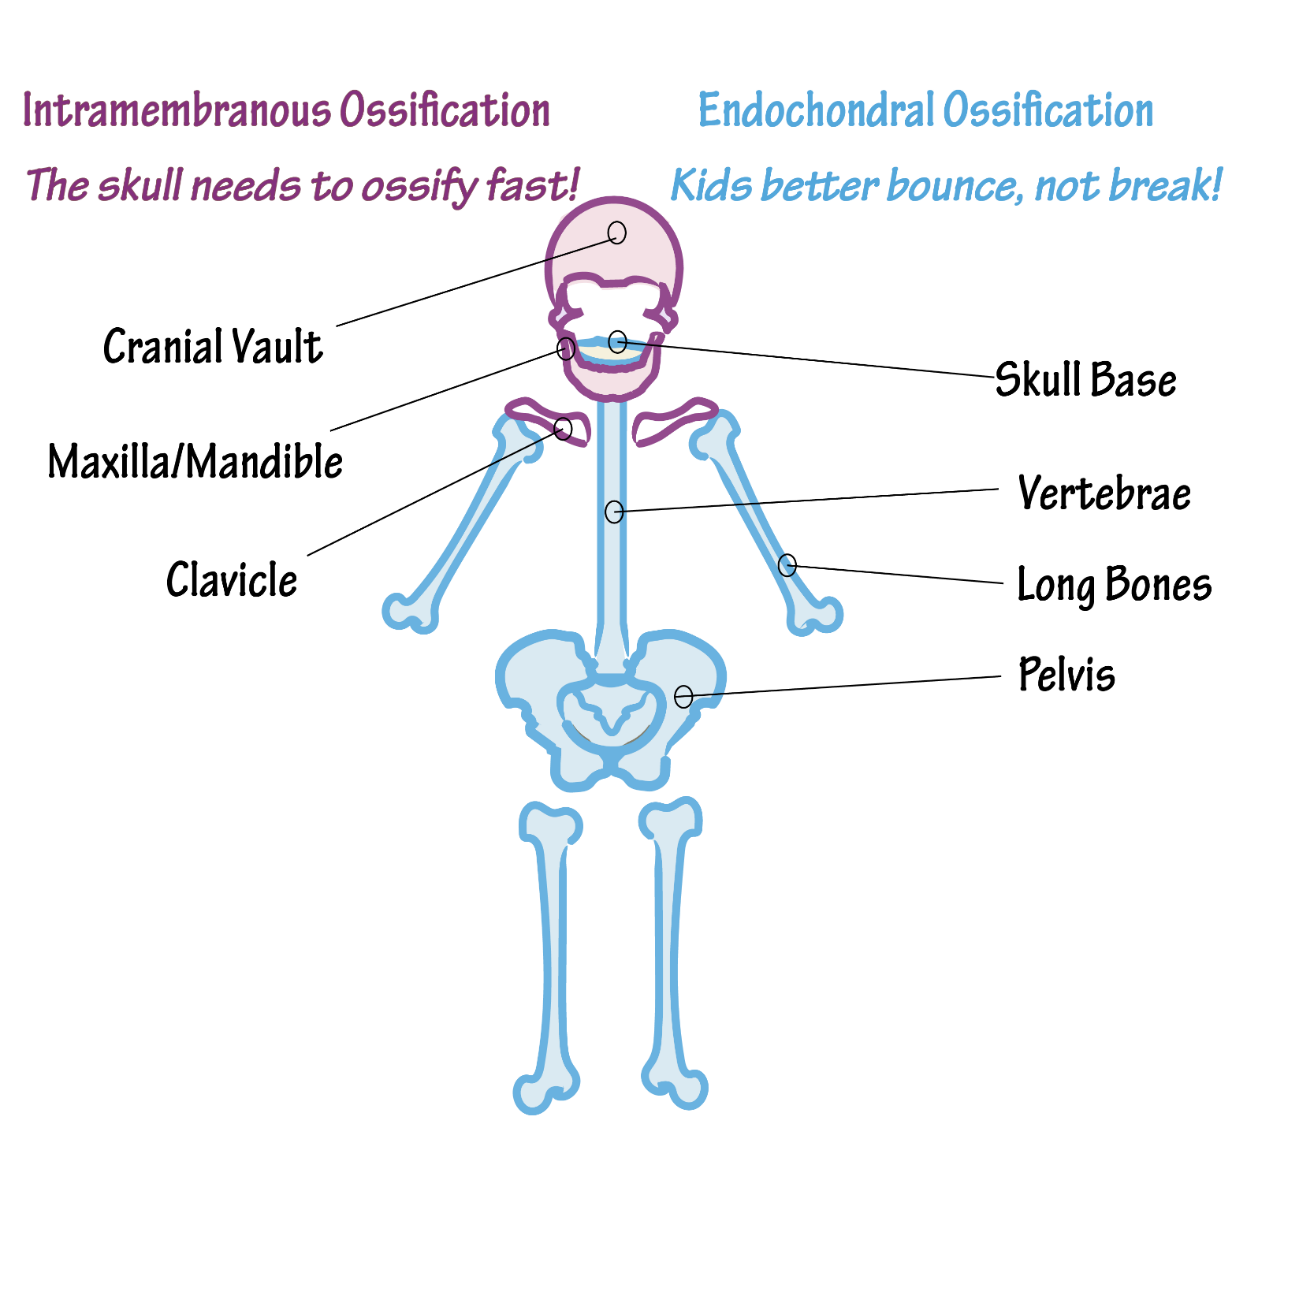 Intramembranous Ossification
The skull needs to ossify fast!
Endochondral Ossification
Kids better bounce, not break!
Cranial Vault
Maxilla/Mandible
Clavicle
Skull Base
Vertebrae
Long Bones
Pelvis